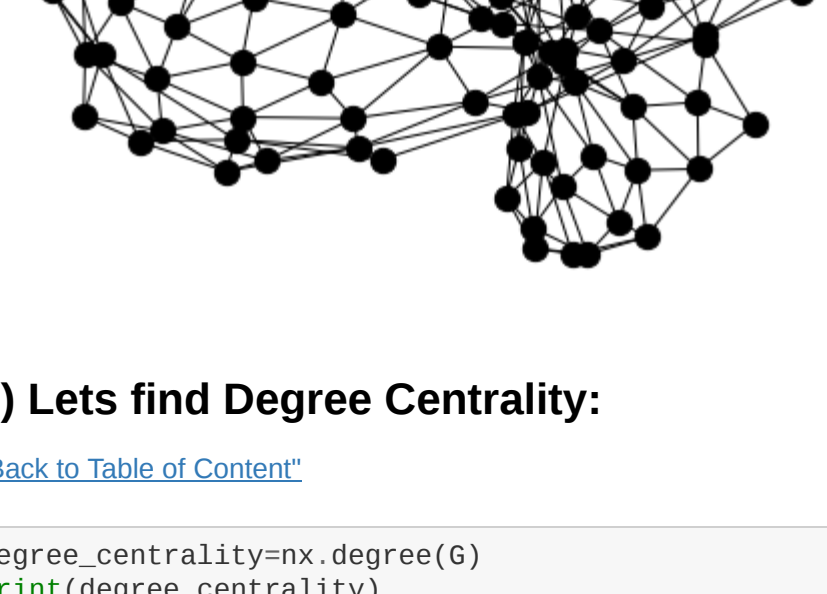 ) Lets find Degree Centrality:
Back to Table of Content"
egree_centrality=nx.degree(G)
rint(degree_centrality)